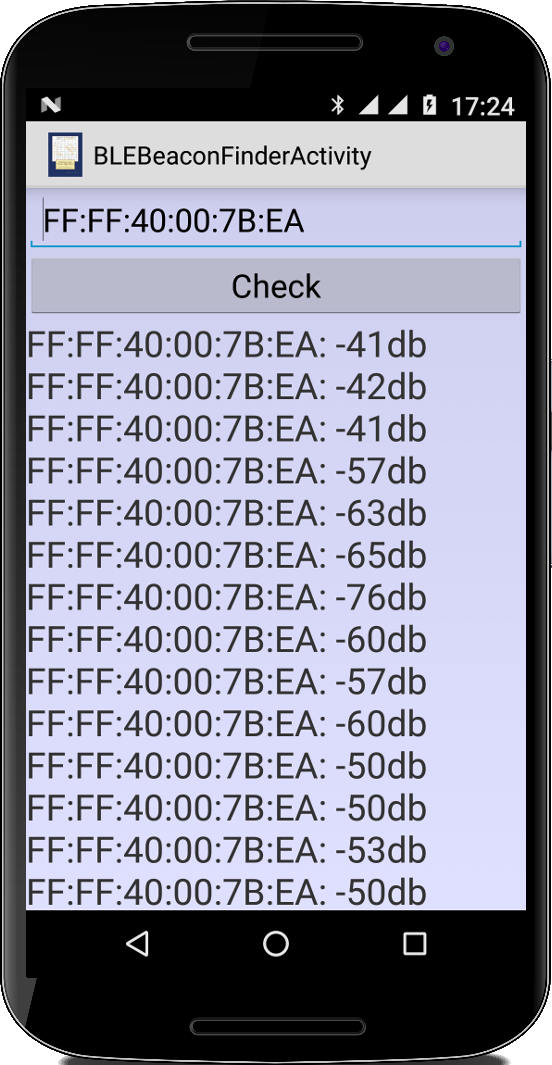 17:24
BLEBeaconFinderActivity
FF:FF:40:00:7B:EA
Check
FF:FF:40:00:7B:EA: -41db
FF:FF:40:00:7B:EA: -42db
FF:FF:40:00:7B:EA: -41db
FF:FF:40:00:7B:EA: -57db
FF:FF:40:00:7B:EA: -63db
FF:FF:40:00:7B:EA: -65db
FF:FF:40:00:7B:EA: -76db
FF:FF:40:00:7B:EA: -60db
FF:FF:40:00:7B:EA: -57db
FF:FF:40:00:7B:EA: -60db
FF:FF:40:00:7B:EA: -50db
FF:FF:40:00:7B:EA: -50db
FF:FF:40:00:7B:EA: -53db
FF:FF:40:00:7B:EA: -50db